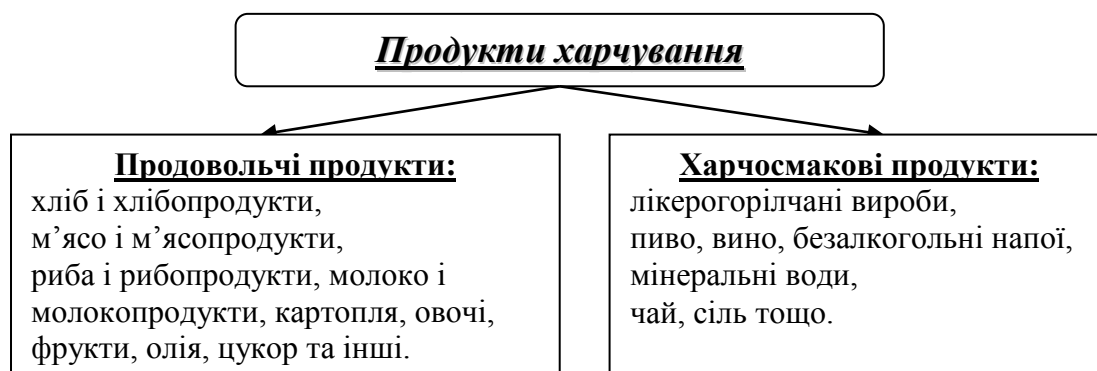 Продукти харчування
Продовольчі продукти:
хліб і хлібопродукти,
м’ясо і м’ясопродукти,
риба і рибопродукти, молоко і
молокопродукти, картопля, овочі,
фрукти, олія, цукор та інші.
Харчосмакові продукти:
лікерогорілчані вироби,
пиво, вино, безалкогольні напої,
мінеральні води,
чай, сіль тощо.